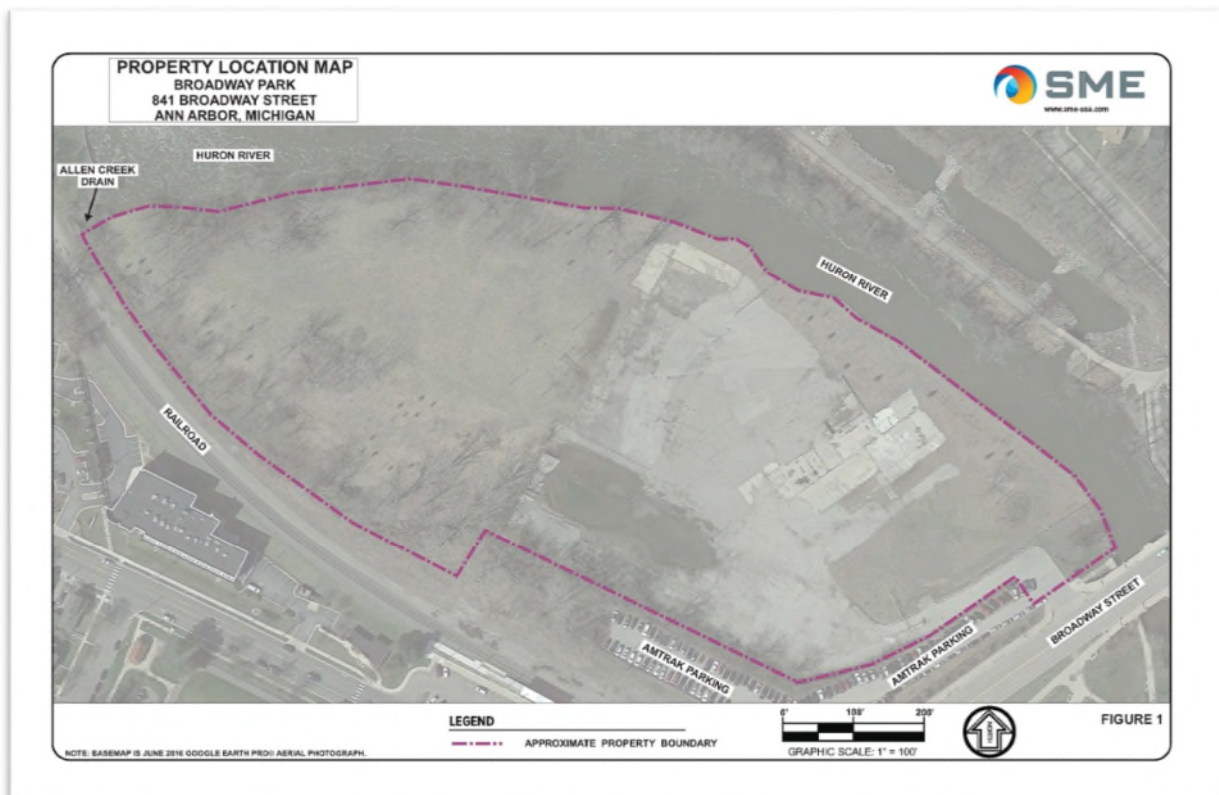 PROPERTY LOCATION MAP
BROADWAY PARK
841 BROADWAY STREET
ANN ARBOR, MICHIGAN
SME
www.sme-usa.com
HURON RIVER
ALLEN CREEK
DRAIN
HURON RIVER
RAILROAD
AMTRAK PARKING
AMTRAK PARKING
BROADWAY STREET
LEGEND
APPROXIMATE PROPERTY BOUNDARY
0' 100' 200'
GRAPHIC SCALE: 1" = 100'
NORTH
FIGURE 1
NOTE: BASEMAP IS JUNE 2016 GOOGLE EARTH PRO© AERIAL PHOTOGRAPH.